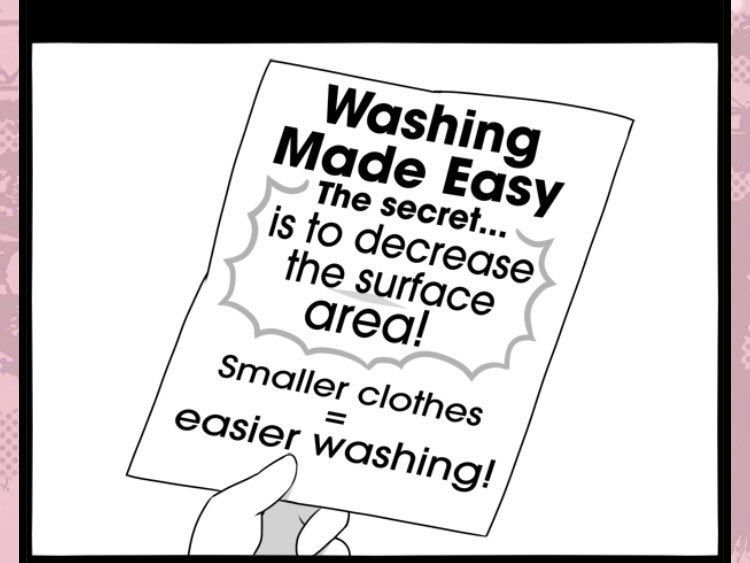 Washing
Made Easy
The secret...
is to decrease
the surface
area!
Smaller clothes
=
easier washing!